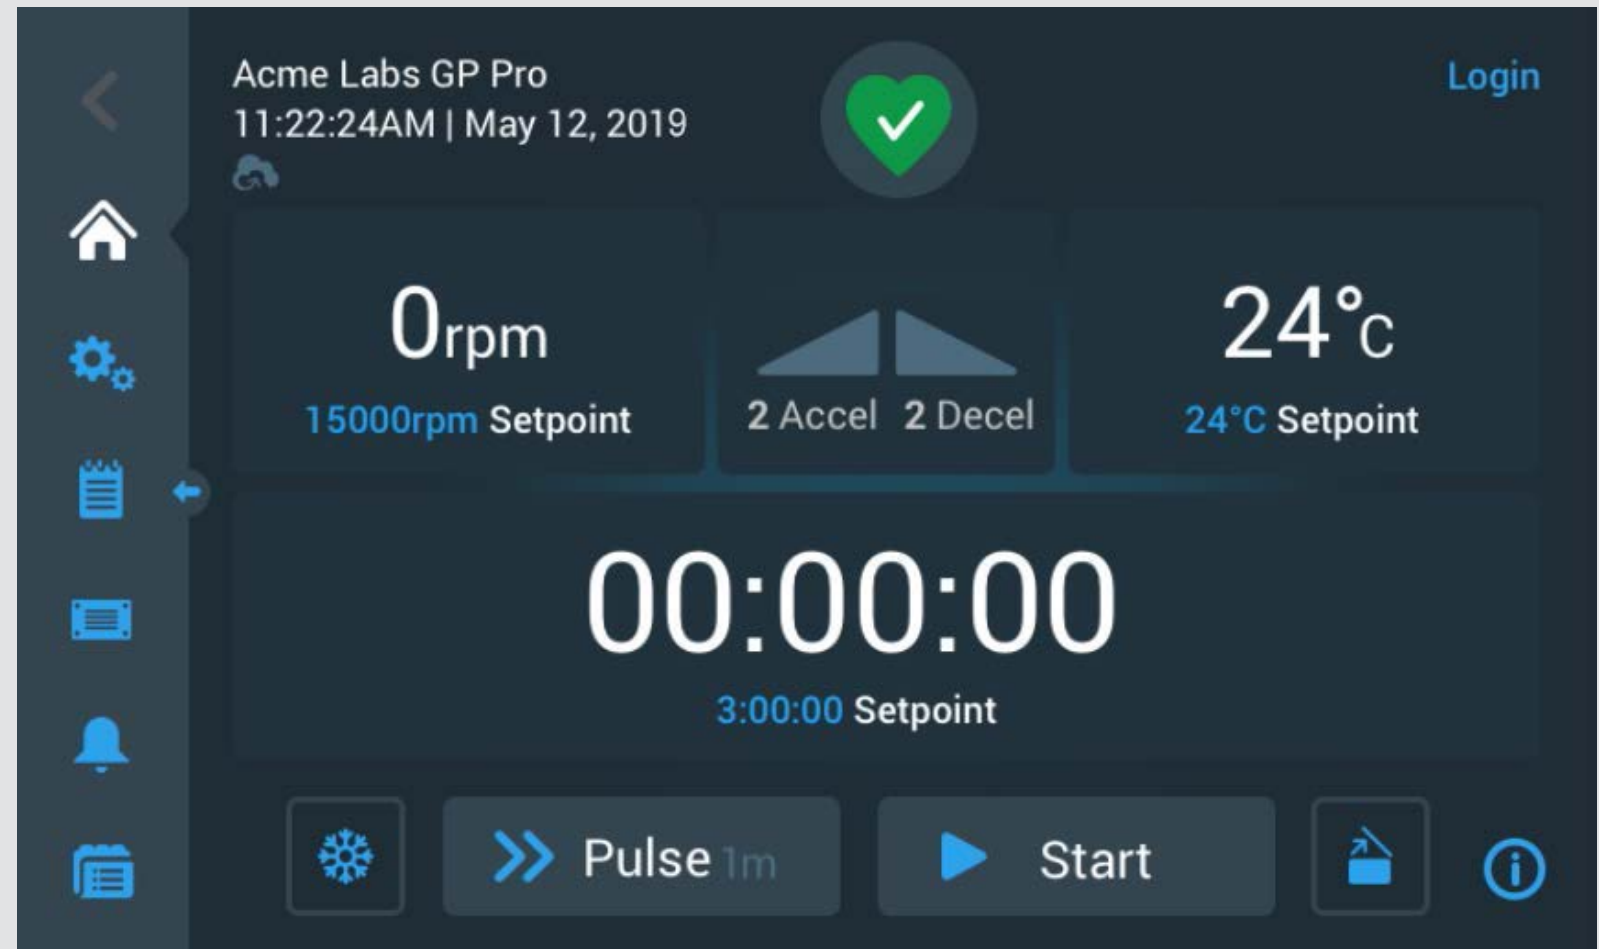 Acme Labs GP Pro
Login
11:22:24AM | May 12, 2019
0rpm
15000rpm Setpoint
2 Accel 2 Decel
24°C
24°C Setpoint
00:00:00
3:00:00 Setpoint
Pulse 1m
Start